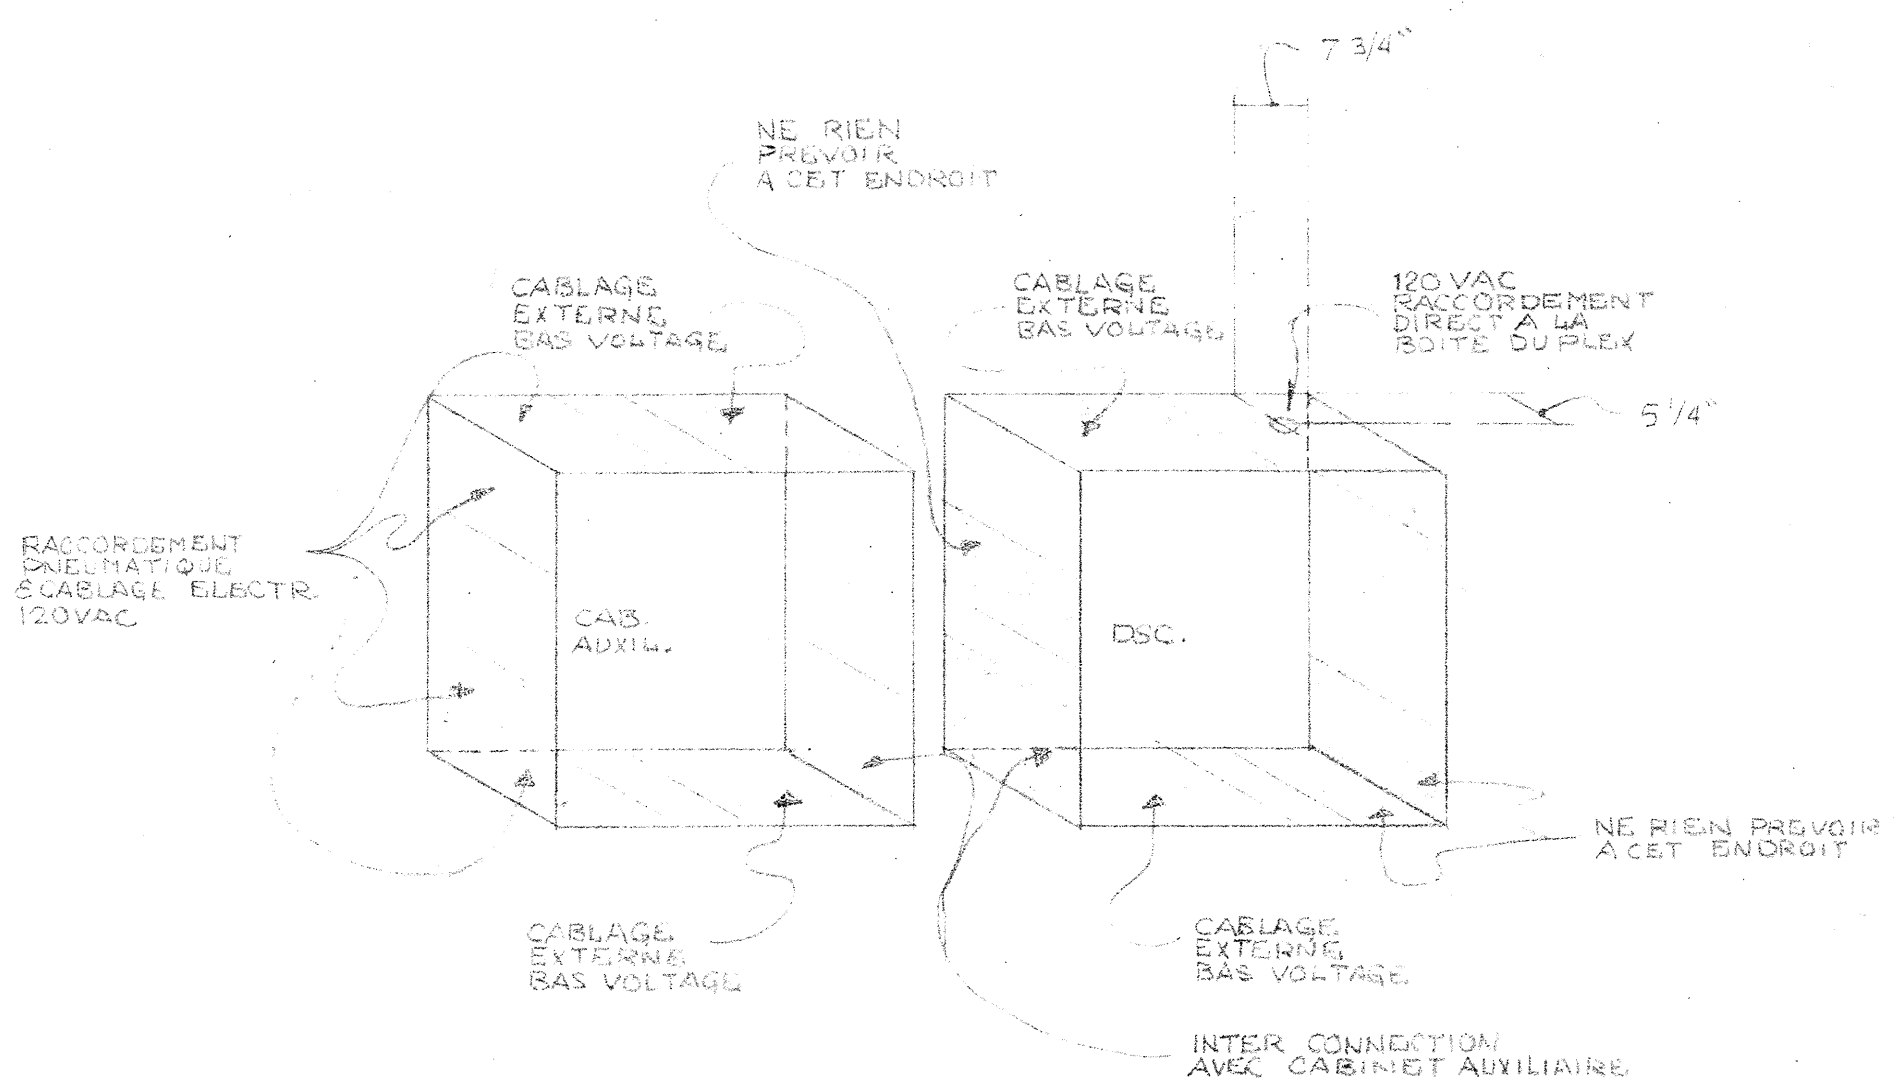 7 3/4"
NE RIEN
PREVOIR
A CET ENDROIT
CABLAGE
EXTERNE
BAS VOLTAGE
CABLAGE
EXTERNE
BAS VOLTAGE
120 VAC
RACCORDEMENT
DIRECT A LA
BOITE DUPLEX
5 1/4"
RACCORDEMENT
PNEUMATIQUE
& CABLAGE ELECTR.
120VAC
CAB.
AUXIL.
DSC.
NE RIEN PREVOIR
A CET ENDROIT
CABLAGE
EXTERNE
BAS VOLTAGE
CABLAGE
EXTERNE
BAS VOLTAGE
INTER CONNECTION
AVEC CABINET AUXILIAIRE